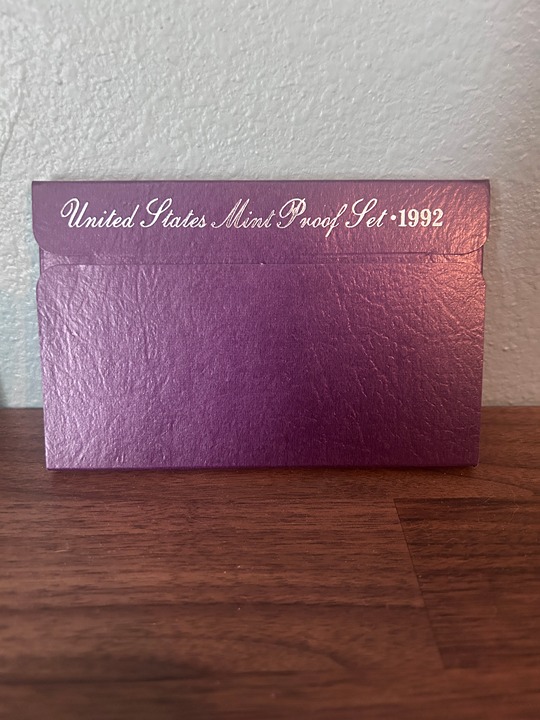 United States Mint Proof Set • 1992